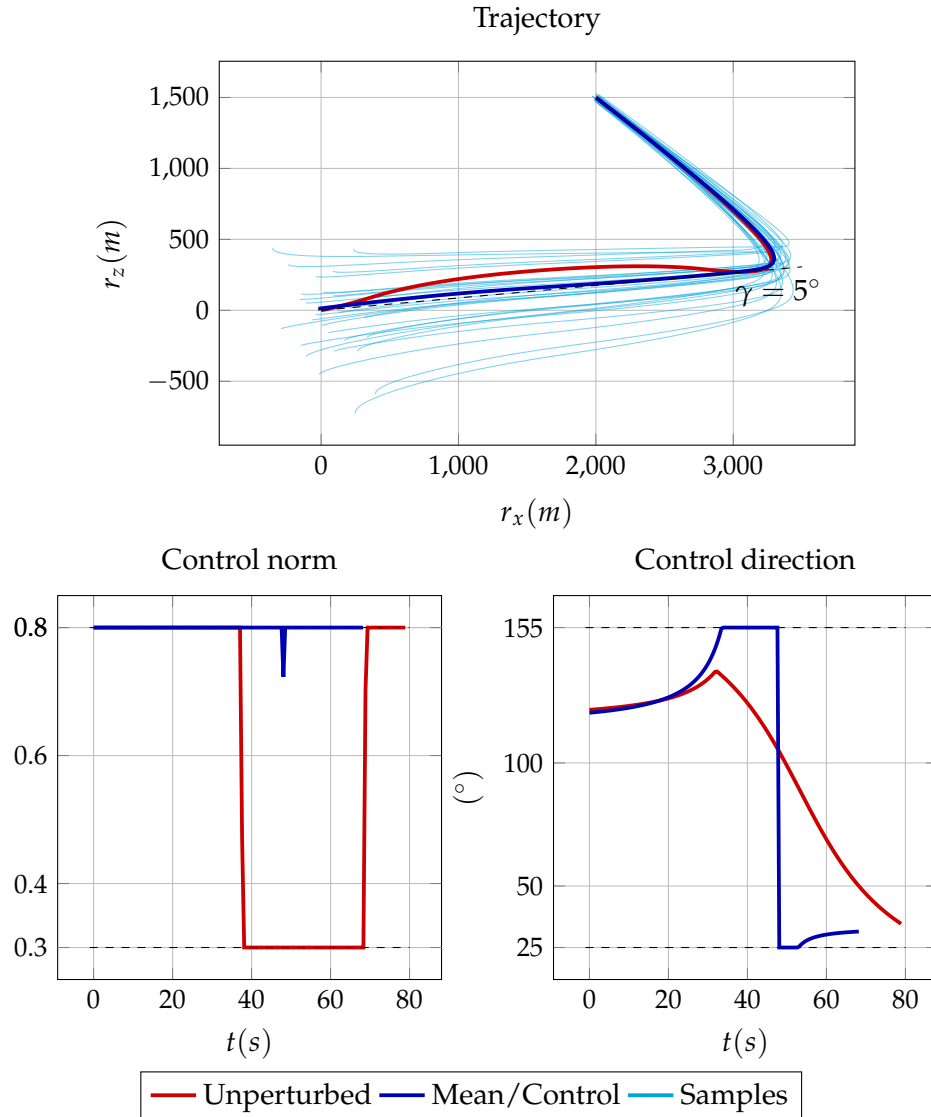 Trajectory
1,500
1,000
500
0
−500
r_z(m)
γ = 5°
0 1,000 2,000 3,000
r_x(m)
Control norm
0.8
0.6
0.4
0.3
0 20 40 60 80
t(s)
Control direction
155
100
50
25
(°)
0 20 40 60 80
t(s)
Unperturbed Mean/Control Samples